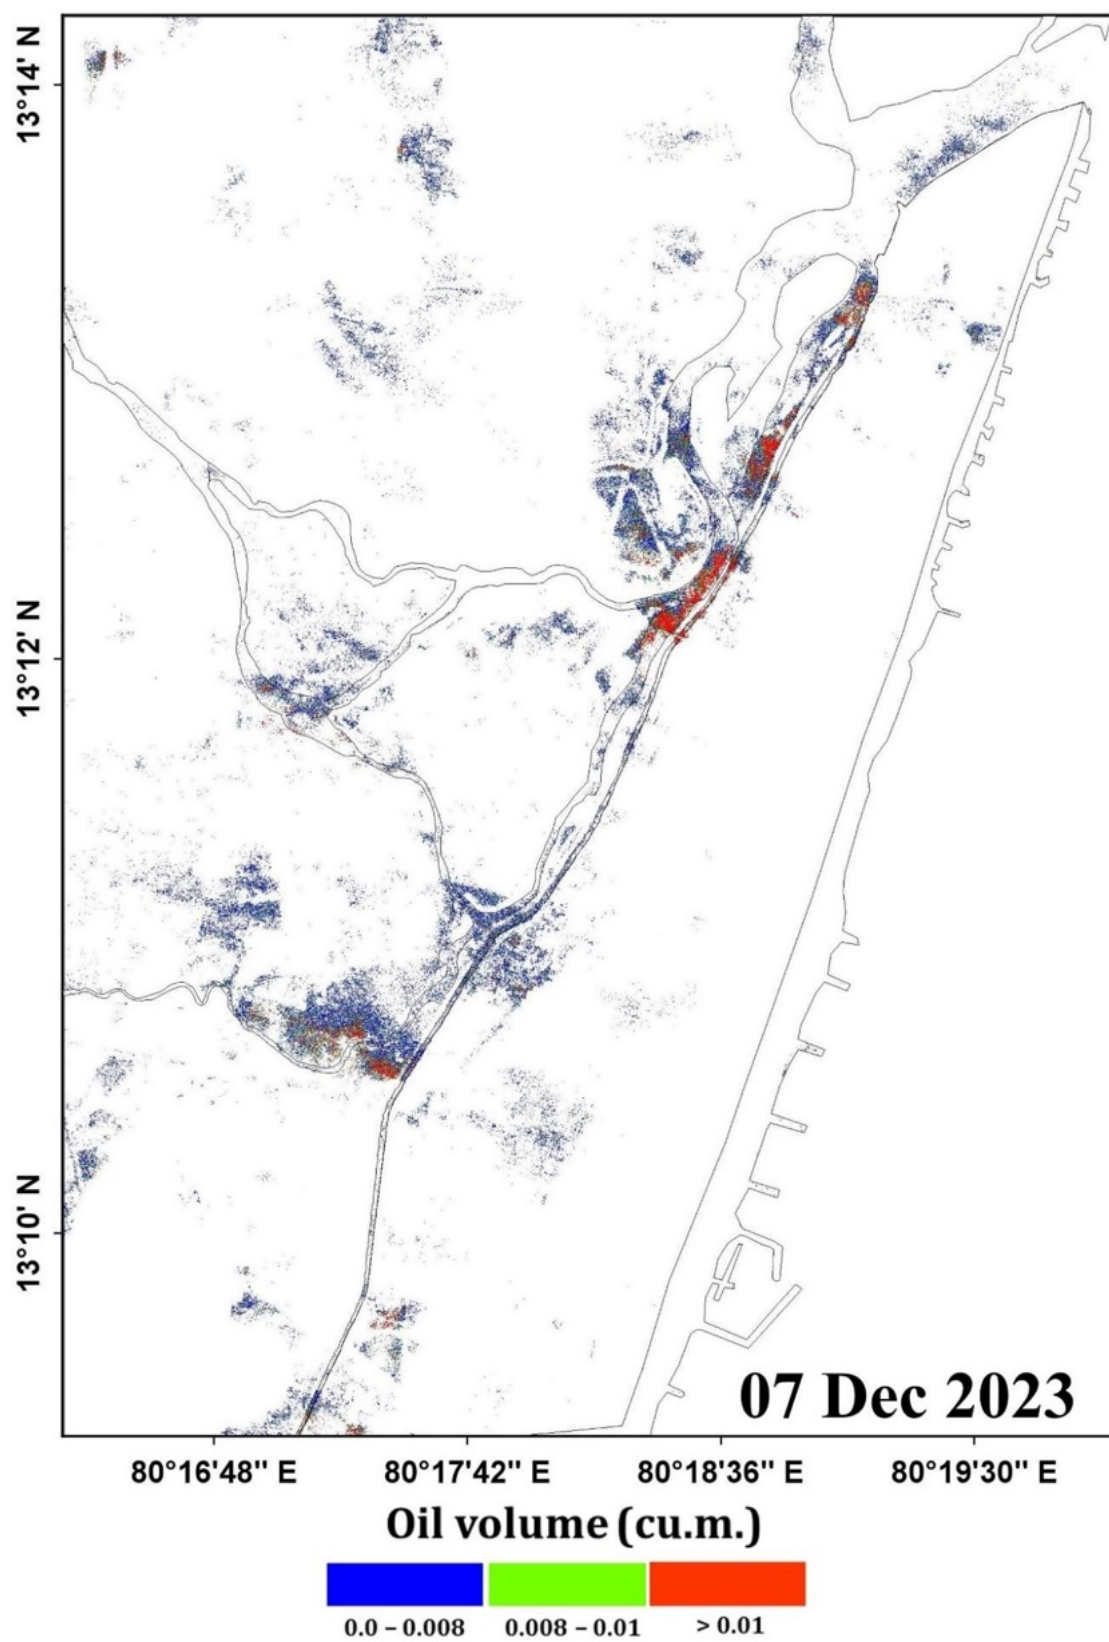 13°14' N
13°12' N
13°10' N
07 Dec 2023
80°16'48" E 80°17'42" E 80°18'36" E 80°19'30" E
Oil volume (cu.m.)
0.0 – 0.008 0.008 – 0.01 > 0.01